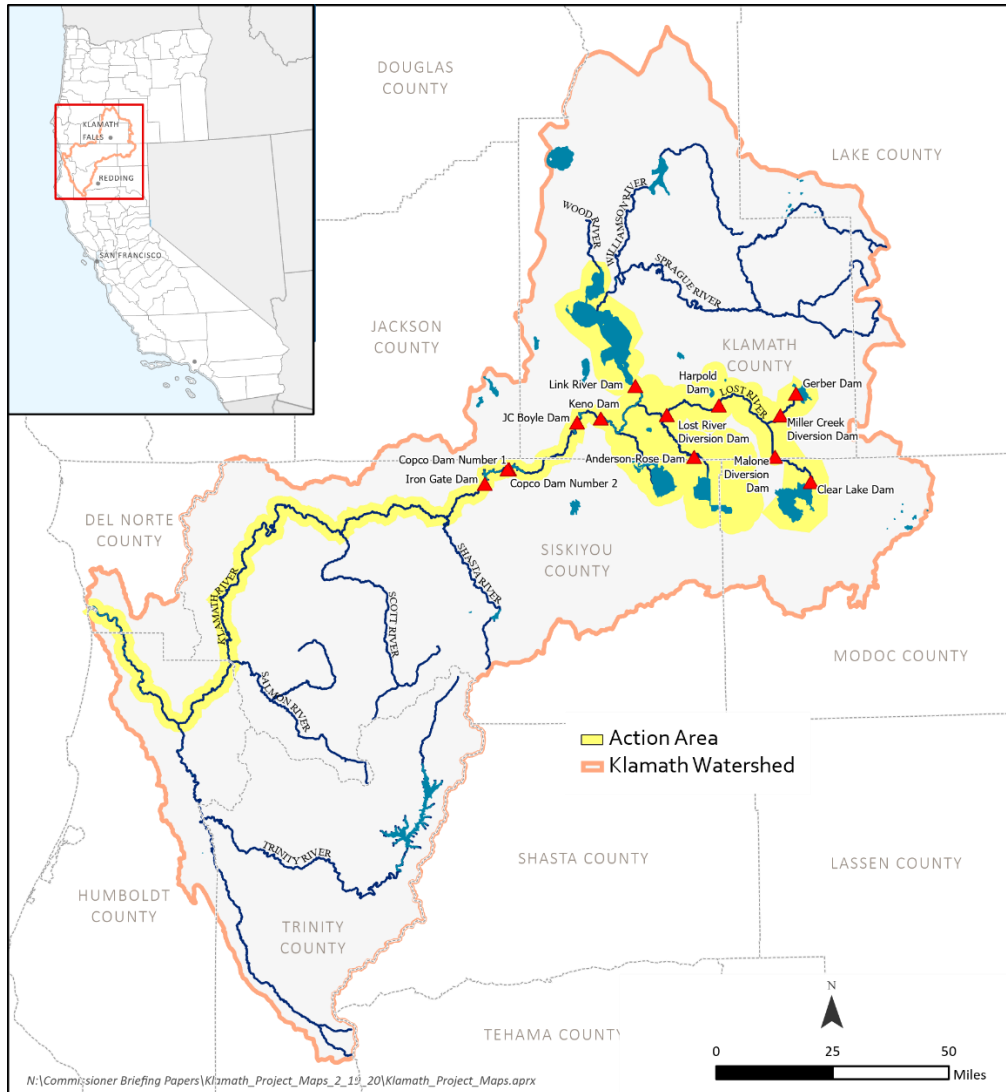 DOUGLAS
COUNTY
LAKE COUNTY
KLAMATH
FALLS
REDDING
SAN FRANCISCO
WOOD RIVER
WILLIAMSON RIVER
SPRAGUE RIVER
JACKSON
COUNTY
KLAMATH
COUNTY
Link River Dam
Harpold
Dam
LOST RIVER
Gerber Dam
Keno Dam
JC Boyle Dam
Lost River
Diversion Dam
Miller Creek
Diversion Dam
Copco Dam Number 1
Anderson-Rose Dam
Malone
Diversion
Dam
Iron Gate Dam
Copco Dam Number 2
Clear Lake Dam
DEL NORTE
COUNTY
SISKIYOU
COUNTY
SHASTA RIVER
KLAMATH RIVER
SCOTT RIVER
SALMON RIVER
MODOC COUNTY
Action Area
Klamath Watershed
TRINITY RIVER
SHASTA COUNTY
LASSEN COUNTY
HUMBOLDT
COUNTY
TRINITY
COUNTY
N
TEHAMA COUNTY
0 25 50
Miles
N:\Commissioner Briefing Papers\Klamath_Project_Maps_2_19_20\Klamath_Project_Maps.aprx